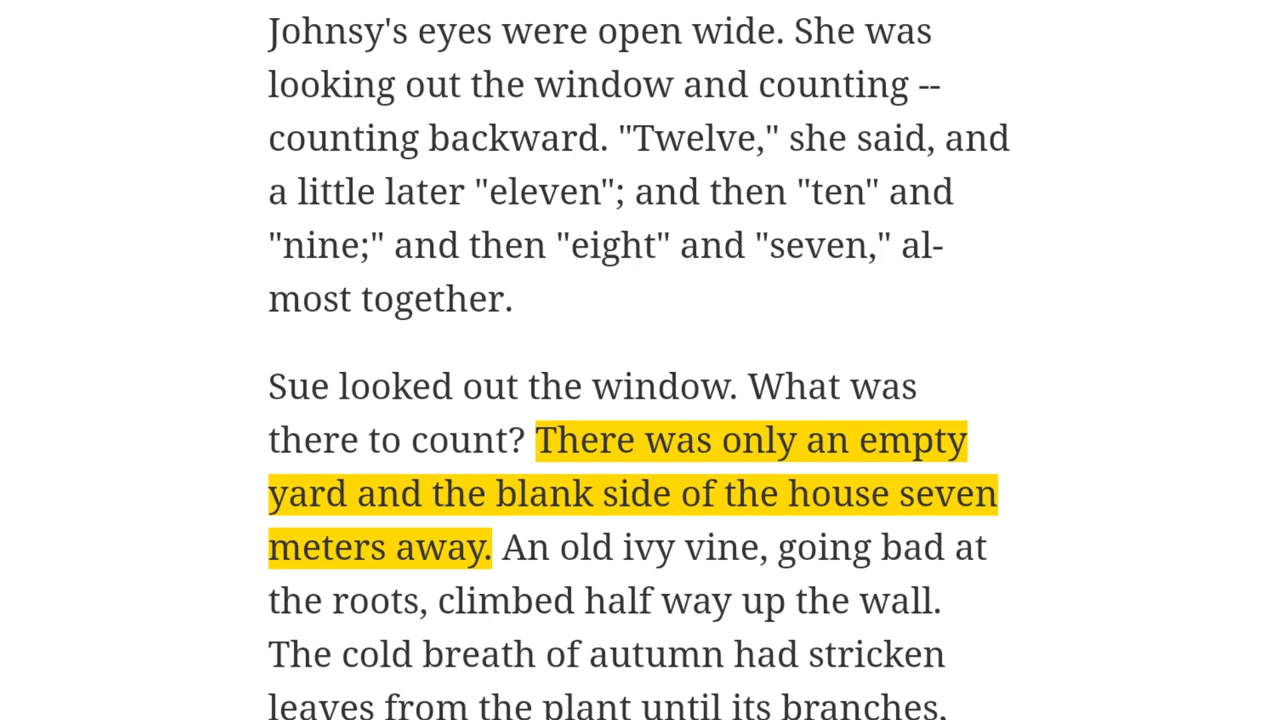 Johnsy's eyes were open wide. She was
looking out the window and counting --
counting backward. "Twelve," she said, and
a little later "eleven"; and then "ten" and
"nine;" and then "eight" and "seven," al-
most together.
Sue looked out the window. What was
there to count? There was only an empty
yard and the blank side of the house seven
meters away. An old ivy vine, going bad at
the roots, climbed half way up the wall.
The cold breath of autumn had stricken
leaves from the plant until its branches,